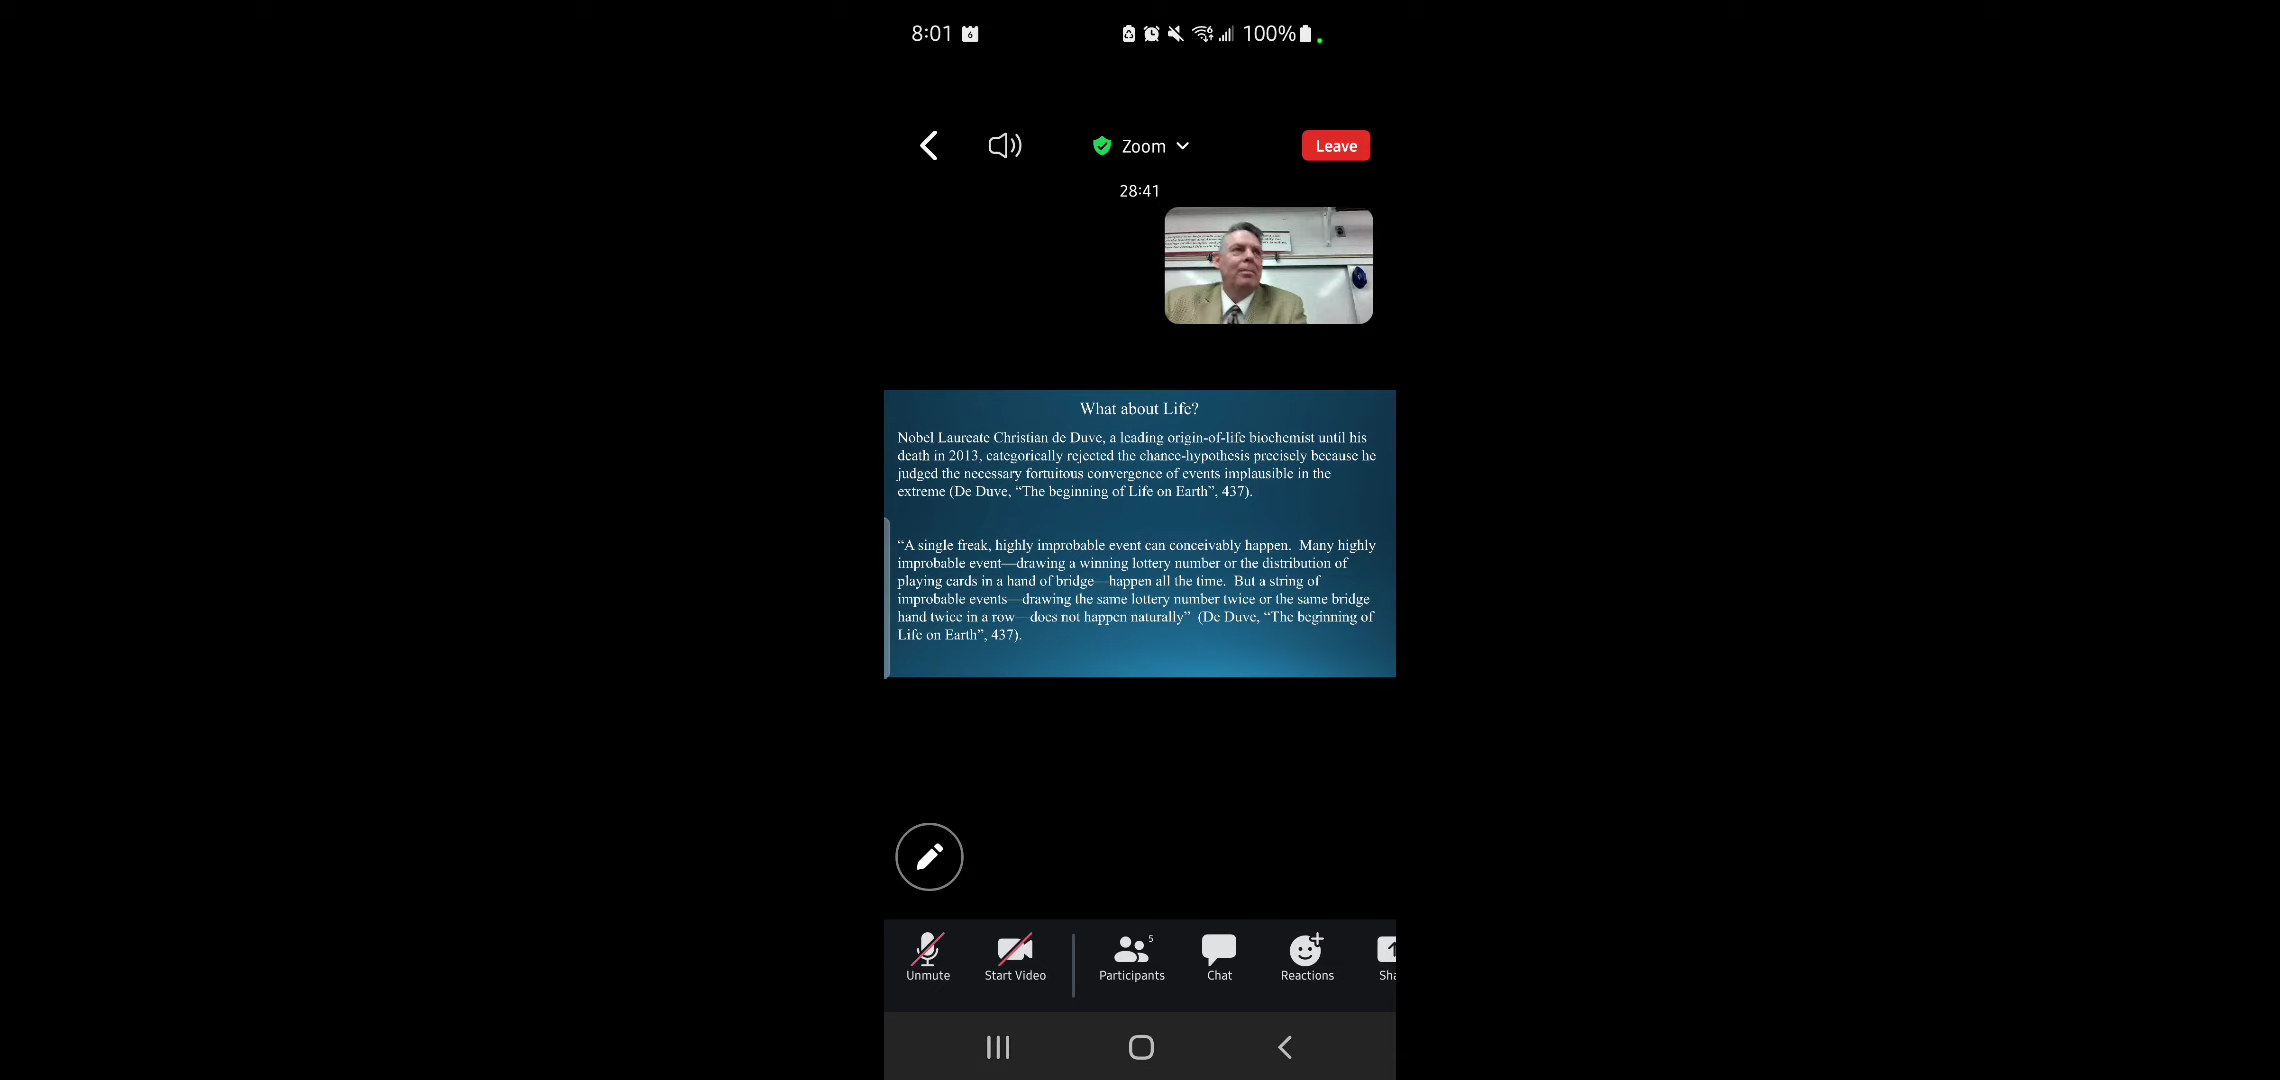 8:01
6
100%
Zoom
Leave
28:41
What about Life?
Nobel Laureate Christian de Duve, a leading origin-of-life biochemist until his
death in 2013, categorically rejected the chance-hypothesis precisely because he
judged the necessary fortuitous convergence of events implausible in the
extreme (De Duve, “The beginning of Life on Earth”, 437).
“A single freak, highly improbable event can conceivably happen.  Many highly
improbable event—drawing a winning lottery number or the distribution of
playing cards in a hand of bridge—happen all the time.  But a string of
improbable events—drawing the same lottery number twice or the same bridge
hand twice in a row—does not happen naturally”  (De Duve, “The beginning of
Life on Earth”, 437).
5
Unmute
Start Video
Participants
Chat
Reactions
Sha